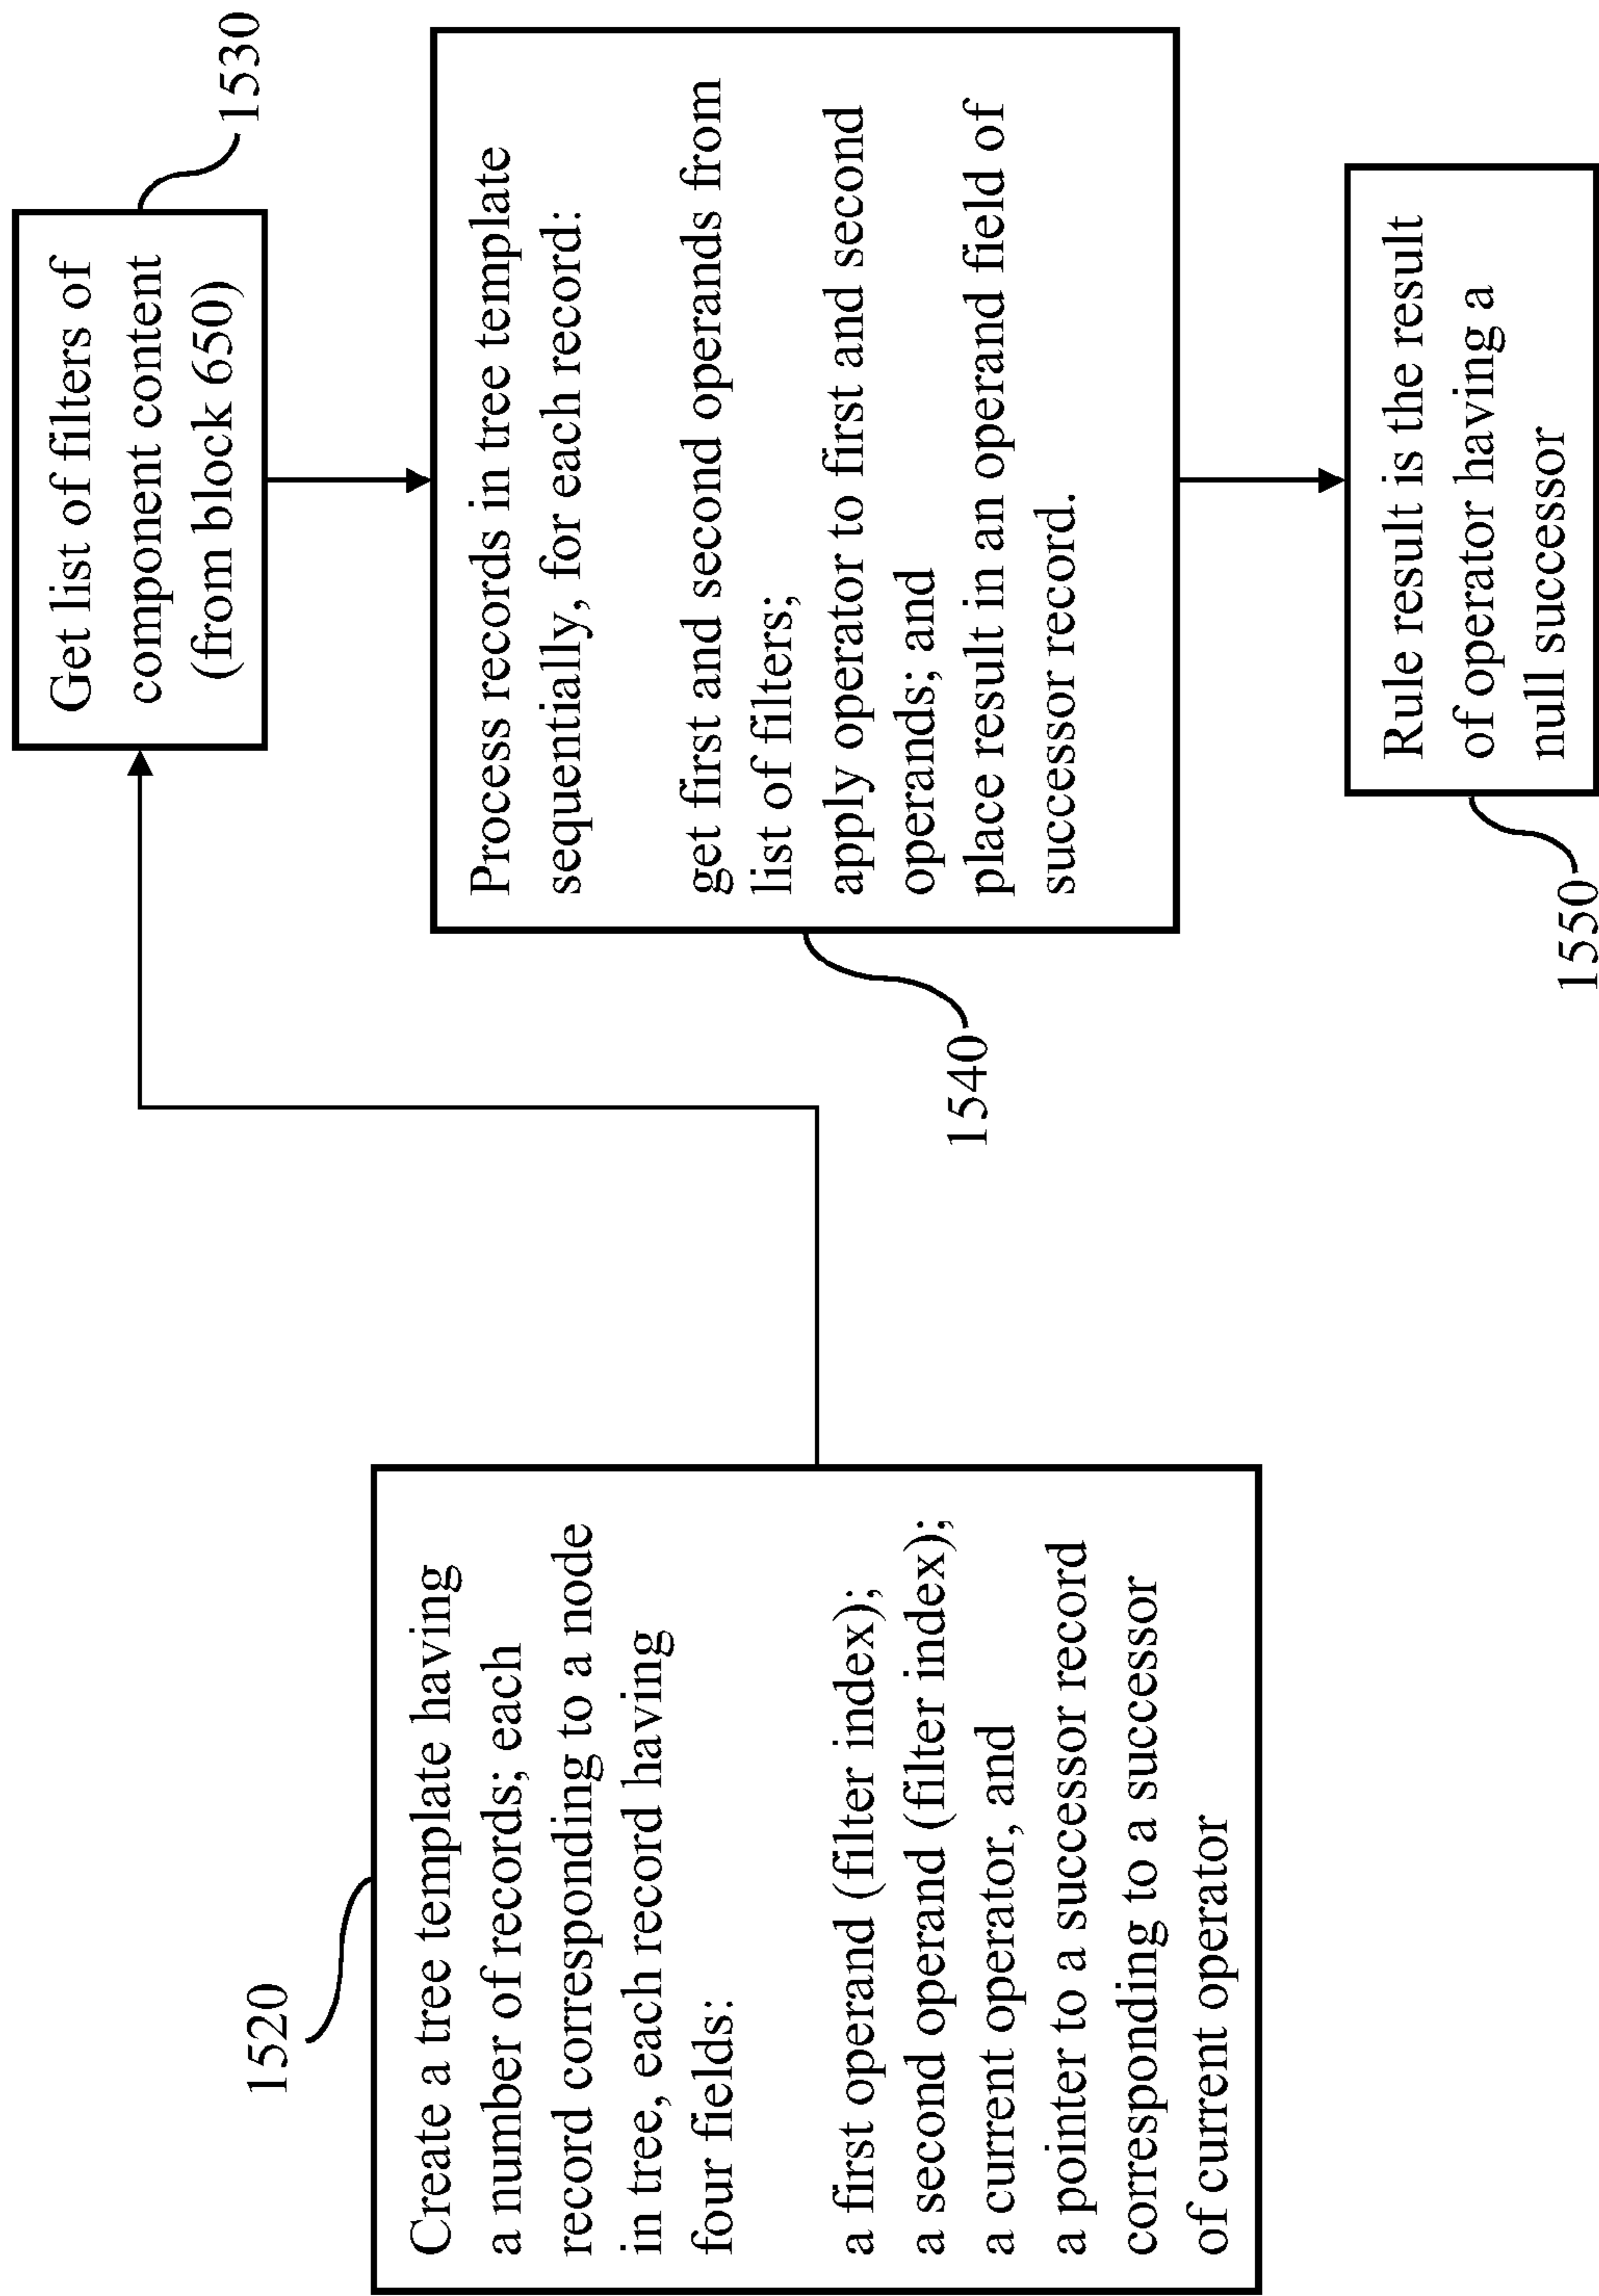 1520
Create a tree template having
a number of records; each
record corresponding to a node
in tree, each record having
four fields:
a first operand (filter index);
a second operand (filter index);
a current operator, and
a pointer to a successor record
corresponding to a successor
of current operator
1530
Get list of filters of
component content
(from block 650)
1540
Process records in tree template
sequentially, for each record:
get first and second operands from
list of filters;
apply operator to first and second
operands; and
place result in an operand field of
successor record.
1550
Rule result is the result
of operator having a
null successor